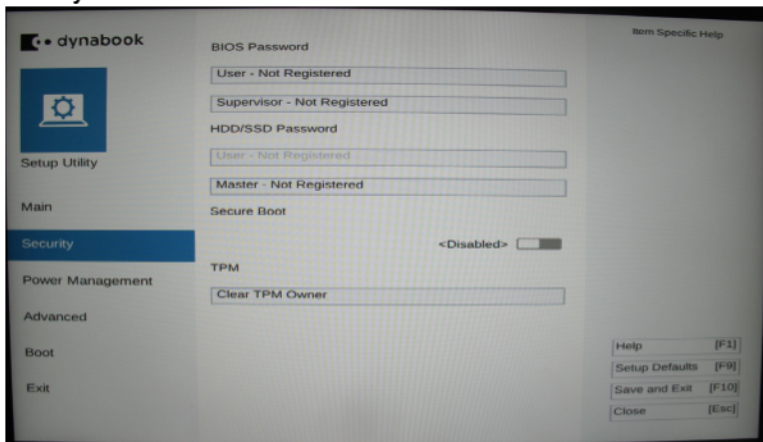 dynabook
Setup Utility
Main
Security
Power Management
Advanced
Boot
Exit
BIOS Password
User - Not Registered
Supervisor - Not Registered
HDD/SSD Password
User - Not Registered
Master - Not Registered
Secure Boot
<Disabled>
TPM
Clear TPM Owner
Item Specific Help
Help [F1]
Setup Defaults [F9]
Save and Exit [F10]
Close [Esc]